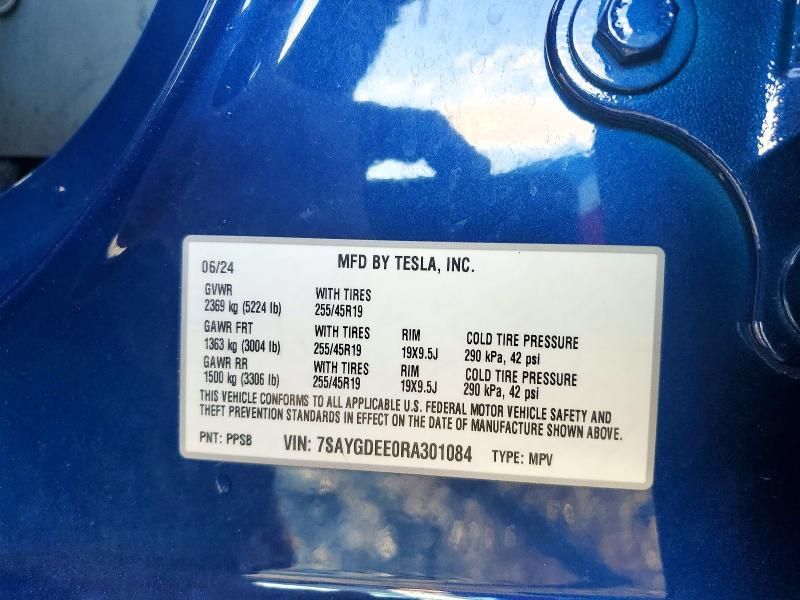 06/24 MFD BY TESLA, INC.
GVWR WITH TIRES
2369 kg (5224 lb) 255/45R19
GAWR FRT WITH TIRES RIM COLD TIRE PRESSURE
1363 kg (3004 lb) 255/45R19 19X9.5J 290 kPa, 42 psi
GAWR RR WITH TIRES RIM COLD TIRE PRESSURE
1500 kg (3306 lb) 255/45R19 19X9.5J 290 kPa, 42 psi
THIS VEHICLE CONFORMS TO ALL APPLICABLE U.S. FEDERAL MOTOR VEHICLE SAFETY AND
THEFT PREVENTION STANDARDS IN EFFECT ON THE DATE OF MANUFACTURE SHOWN ABOVE.
PNT: PPSB VIN: 7SAYGDEE0RA301084 TYPE: MPV